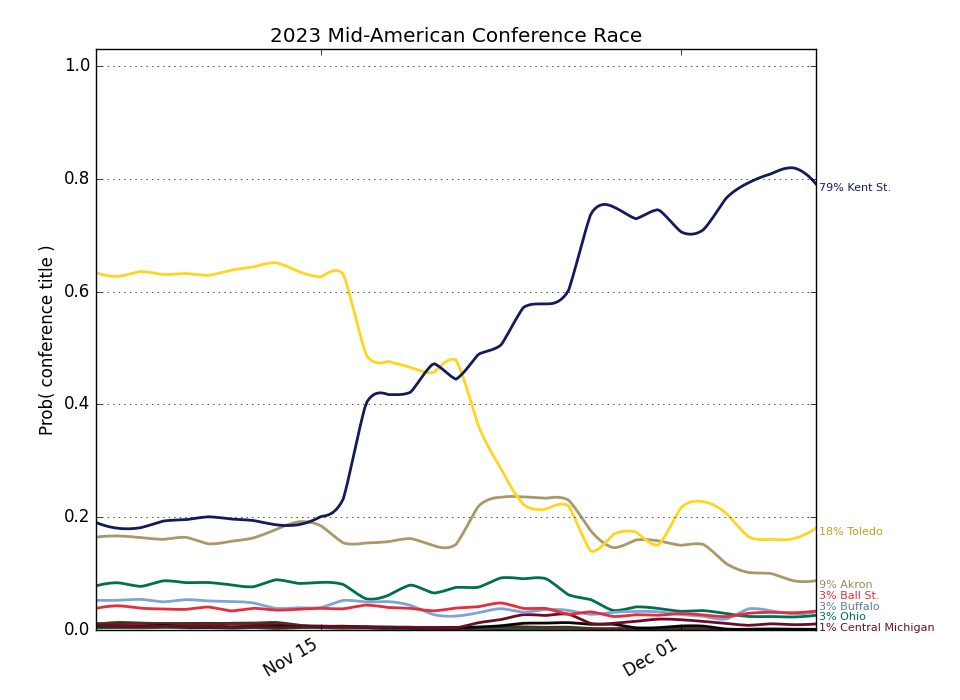 2023 Mid-American Conference Race
Prob( conference title )
1.0
0.8
0.6
0.4
0.2
0.0
Nov 15
Dec 01
79% Kent St.
18% Toledo
9% Akron
3% Ball St.
3% Buffalo
3% Ohio
1% Central Michigan